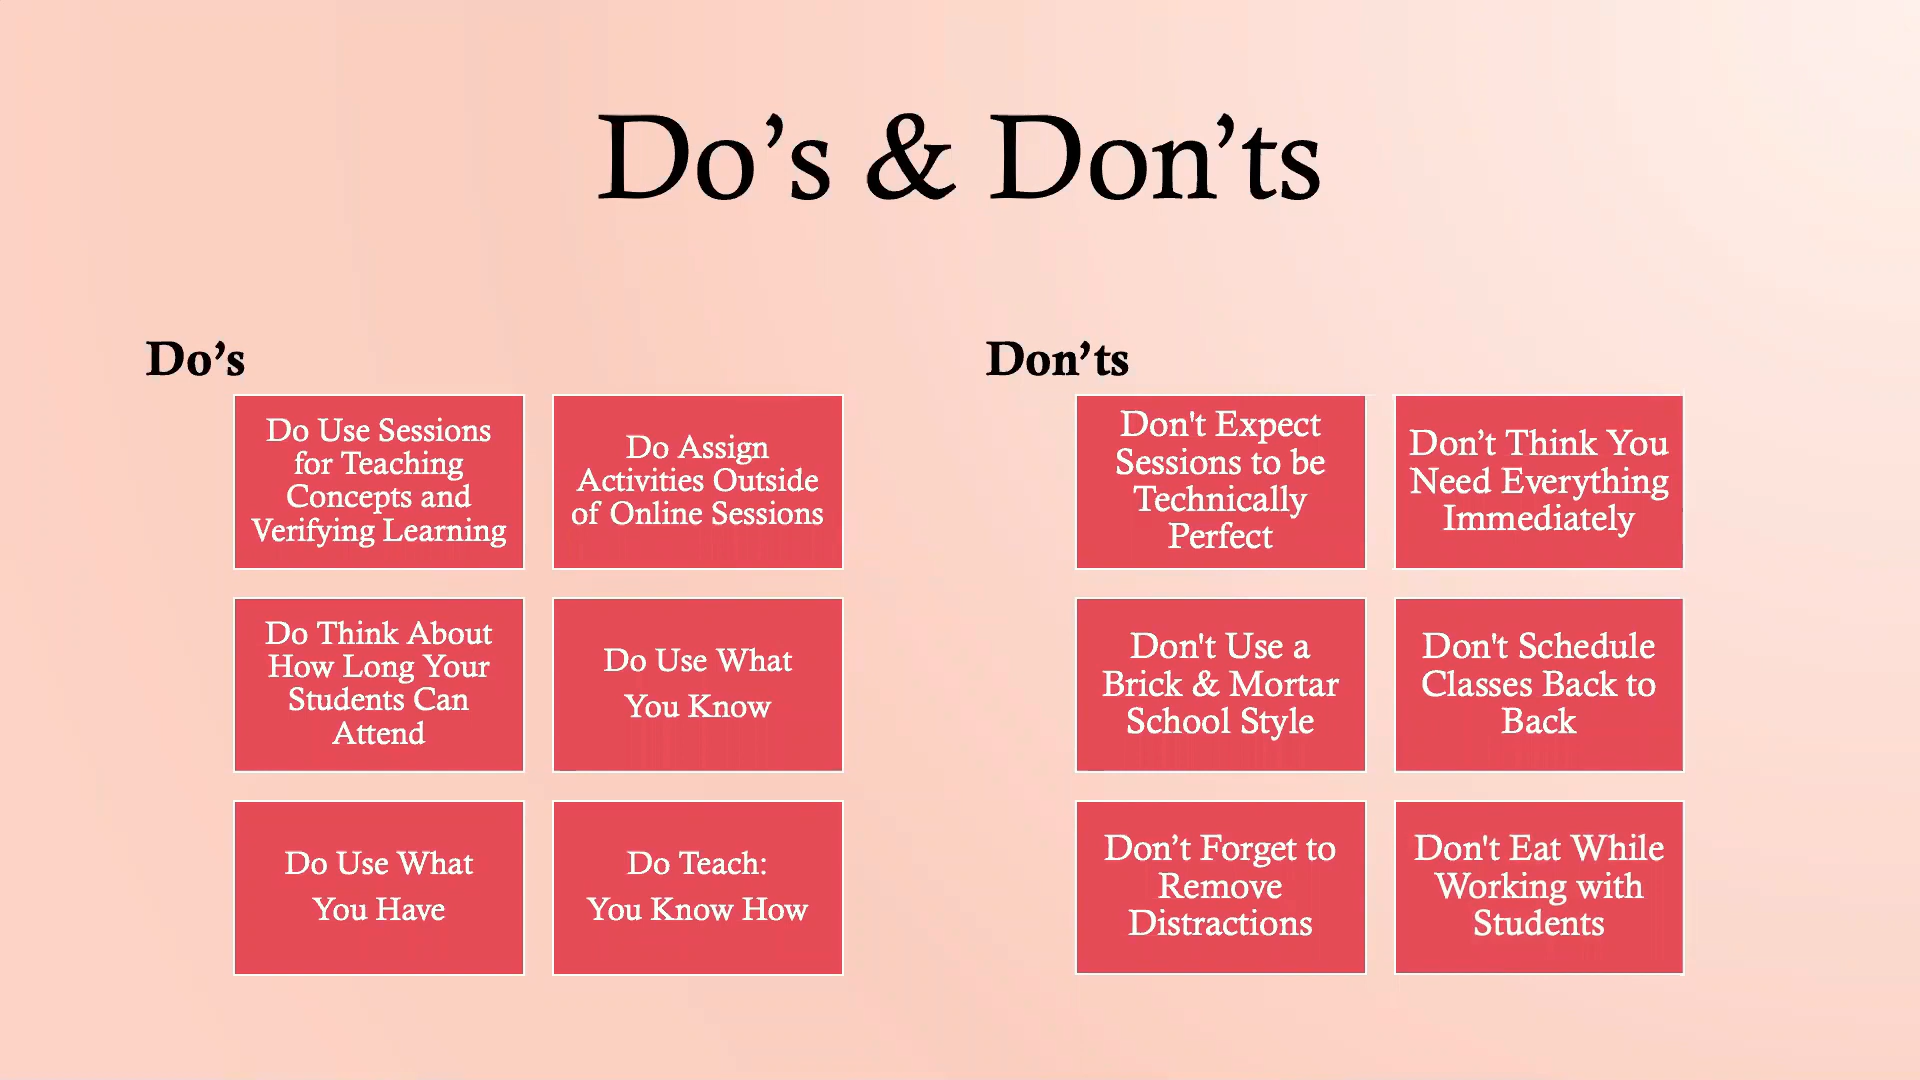 Do’s & Don’ts
Do’s
Do Use Sessions
for Teaching
Concepts and
Verifying Learning
Do Assign
Activities Outside
of Online Sessions
Do Think About
How Long Your
Students Can
Attend
Do Use What
You Know
Do Use What
You Have
Do Teach:
You Know How
Don’ts
Don't Expect
Sessions to be
Technically
Perfect
Don’t Think You
Need Everything
Immediately
Don't Use a
Brick & Mortar
School Style
Don't Schedule
Classes Back to
Back
Don’t Forget to
Remove
Distractions
Don't Eat While
Working with
Students